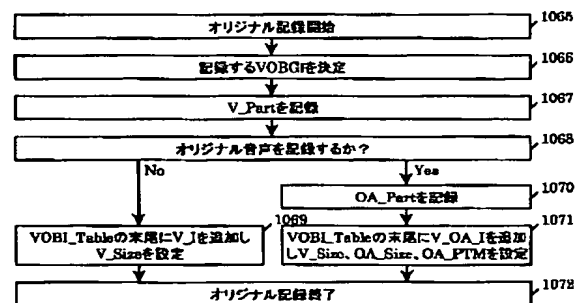 オリジナル記録開始 1065
記録するVOBGIを決定 1066
V_Partを記録 1067
オリジナル音声を記録するか？ 1068
No Yes
OA_Partを記録 1070
VOBI_Tableの末尾にV_Iを追加し 1069
V_Sizeを設定
VOBI_Tableの末尾にV_OA_Iを追加 1071
しV_Size、OA_Size、OA_PTMを設定
オリジナル記録終了 1072